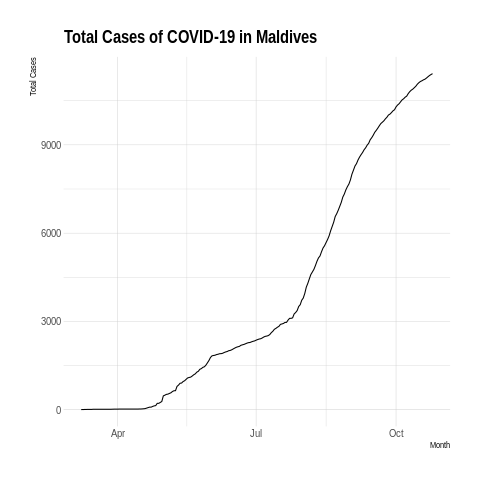 Total Cases of COVID-19 in Maldives
Total Cases
9000
6000
3000
0
Apr
Jul
Oct
Month